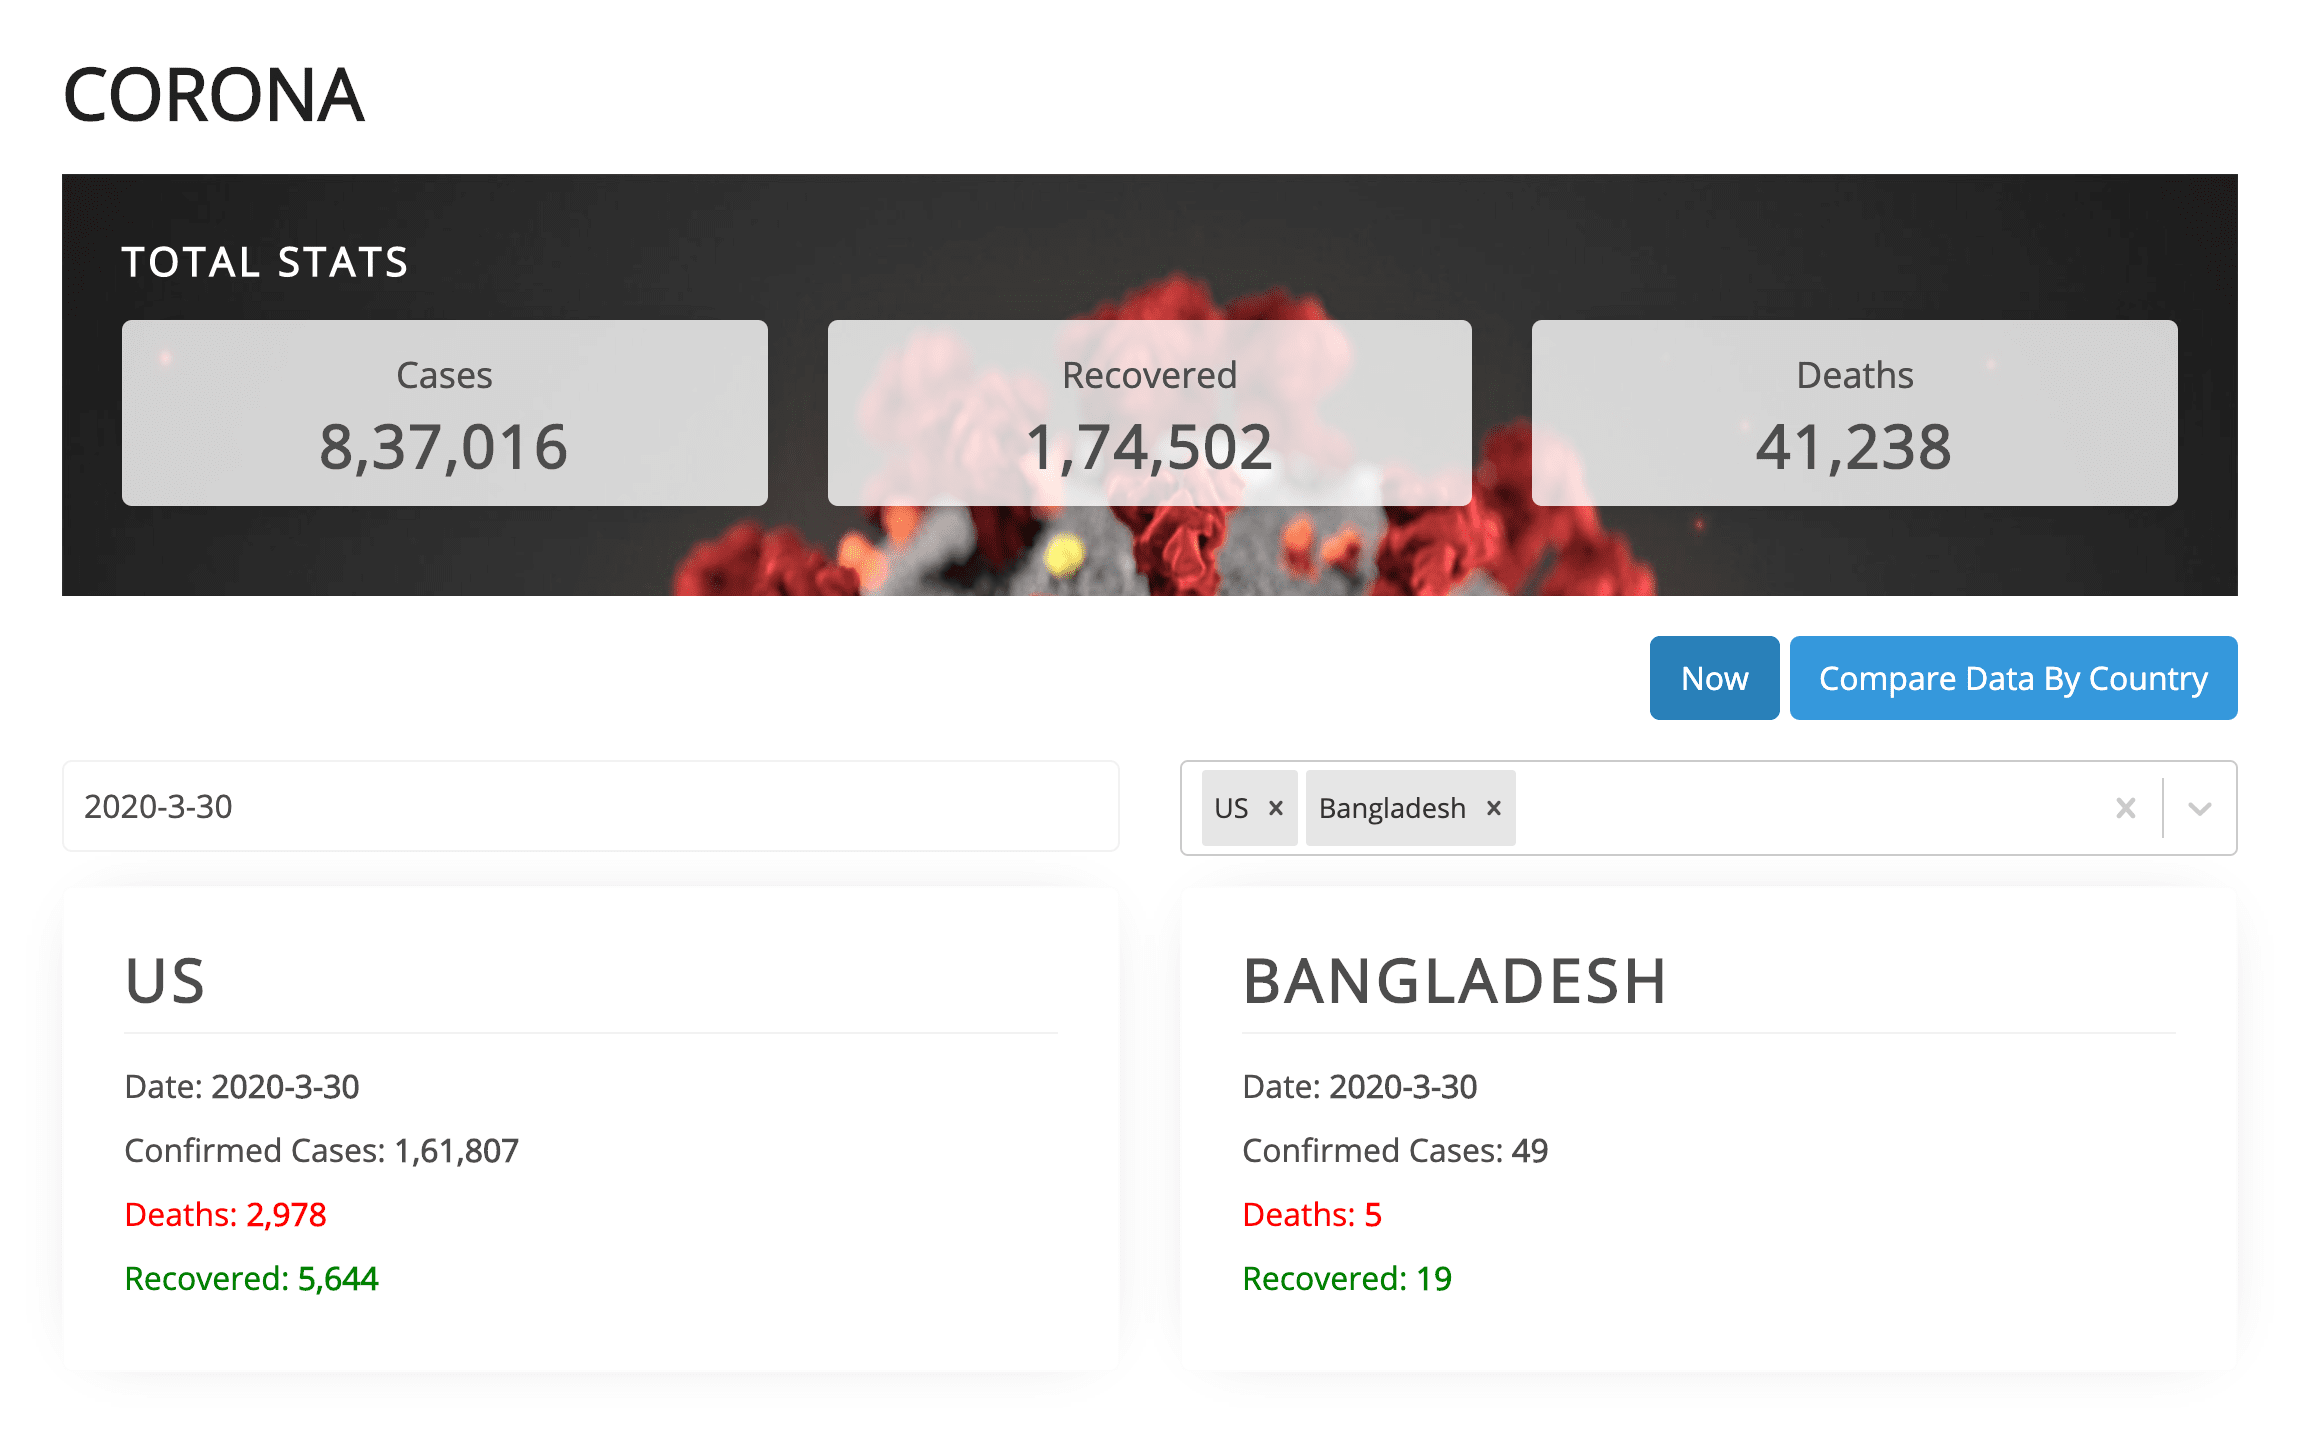 CORONA
TOTAL STATS
Cases
8,37,016
Recovered
1,74,502
Deaths
41,238
Now
Compare Data By Country
2020-3-30
US
Bangladesh
US
Date: 2020-3-30
Confirmed Cases: 1,61,807
Deaths: 2,978
Recovered: 5,644
BANGLADESH
Date: 2020-3-30
Confirmed Cases: 49
Deaths: 5
Recovered: 19